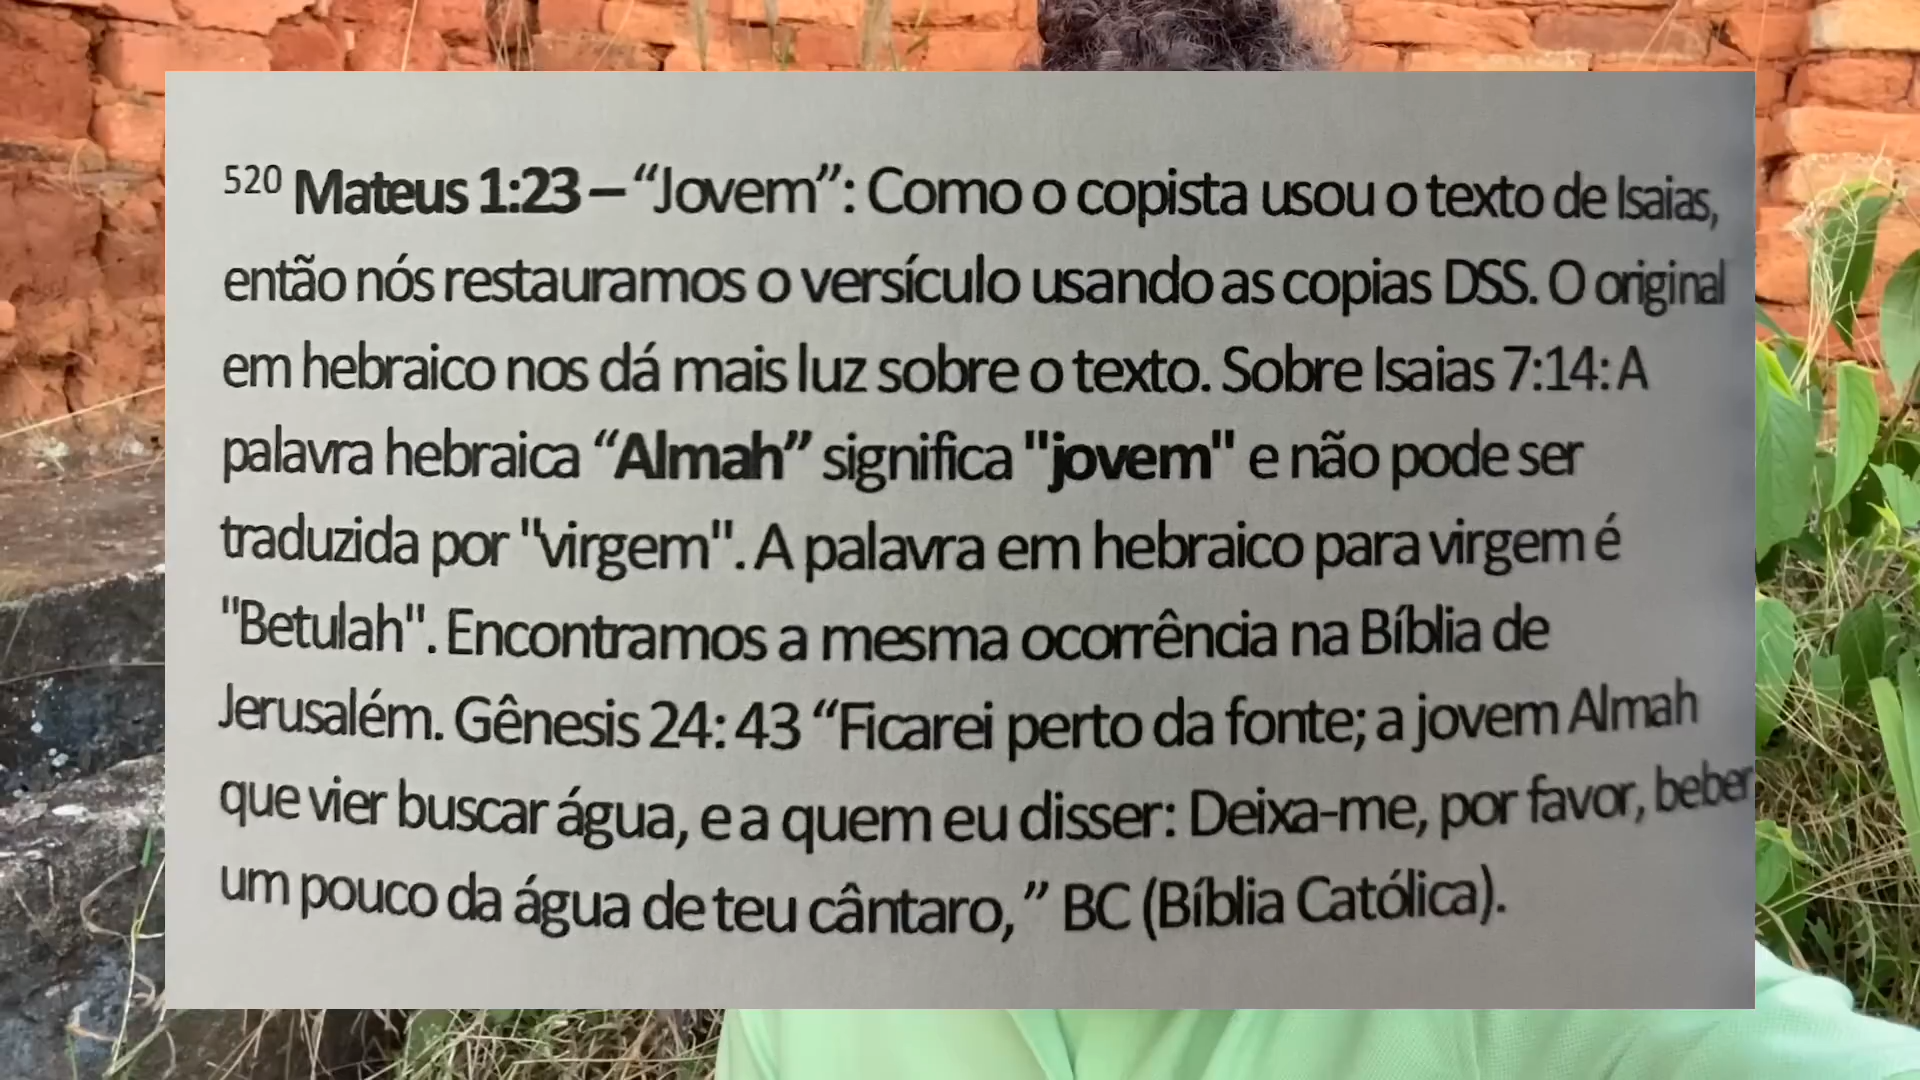 520 Mateus 1:23 – “Jovem”: Como o copista usou o texto de Isaias,
então nós restauramos o versículo usando as copias DSS. O original
em hebraico nos dá mais luz sobre o texto. Sobre Isaias 7:14: A
palavra hebraica “Almah” significa "jovem" e não pode ser
traduzida por "virgem". A palavra em hebraico para virgem é
"Betulah". Encontramos a mesma ocorrência na Bíblia de
Jerusalém. Gênesis 24: 43 “Ficarei perto da fonte; a jovem Almah
que vier buscar água, e a quem eu disser: Deixa-me, por favor, beber
um pouco da água de teu cântaro, ” BC (Bíblia Católica).